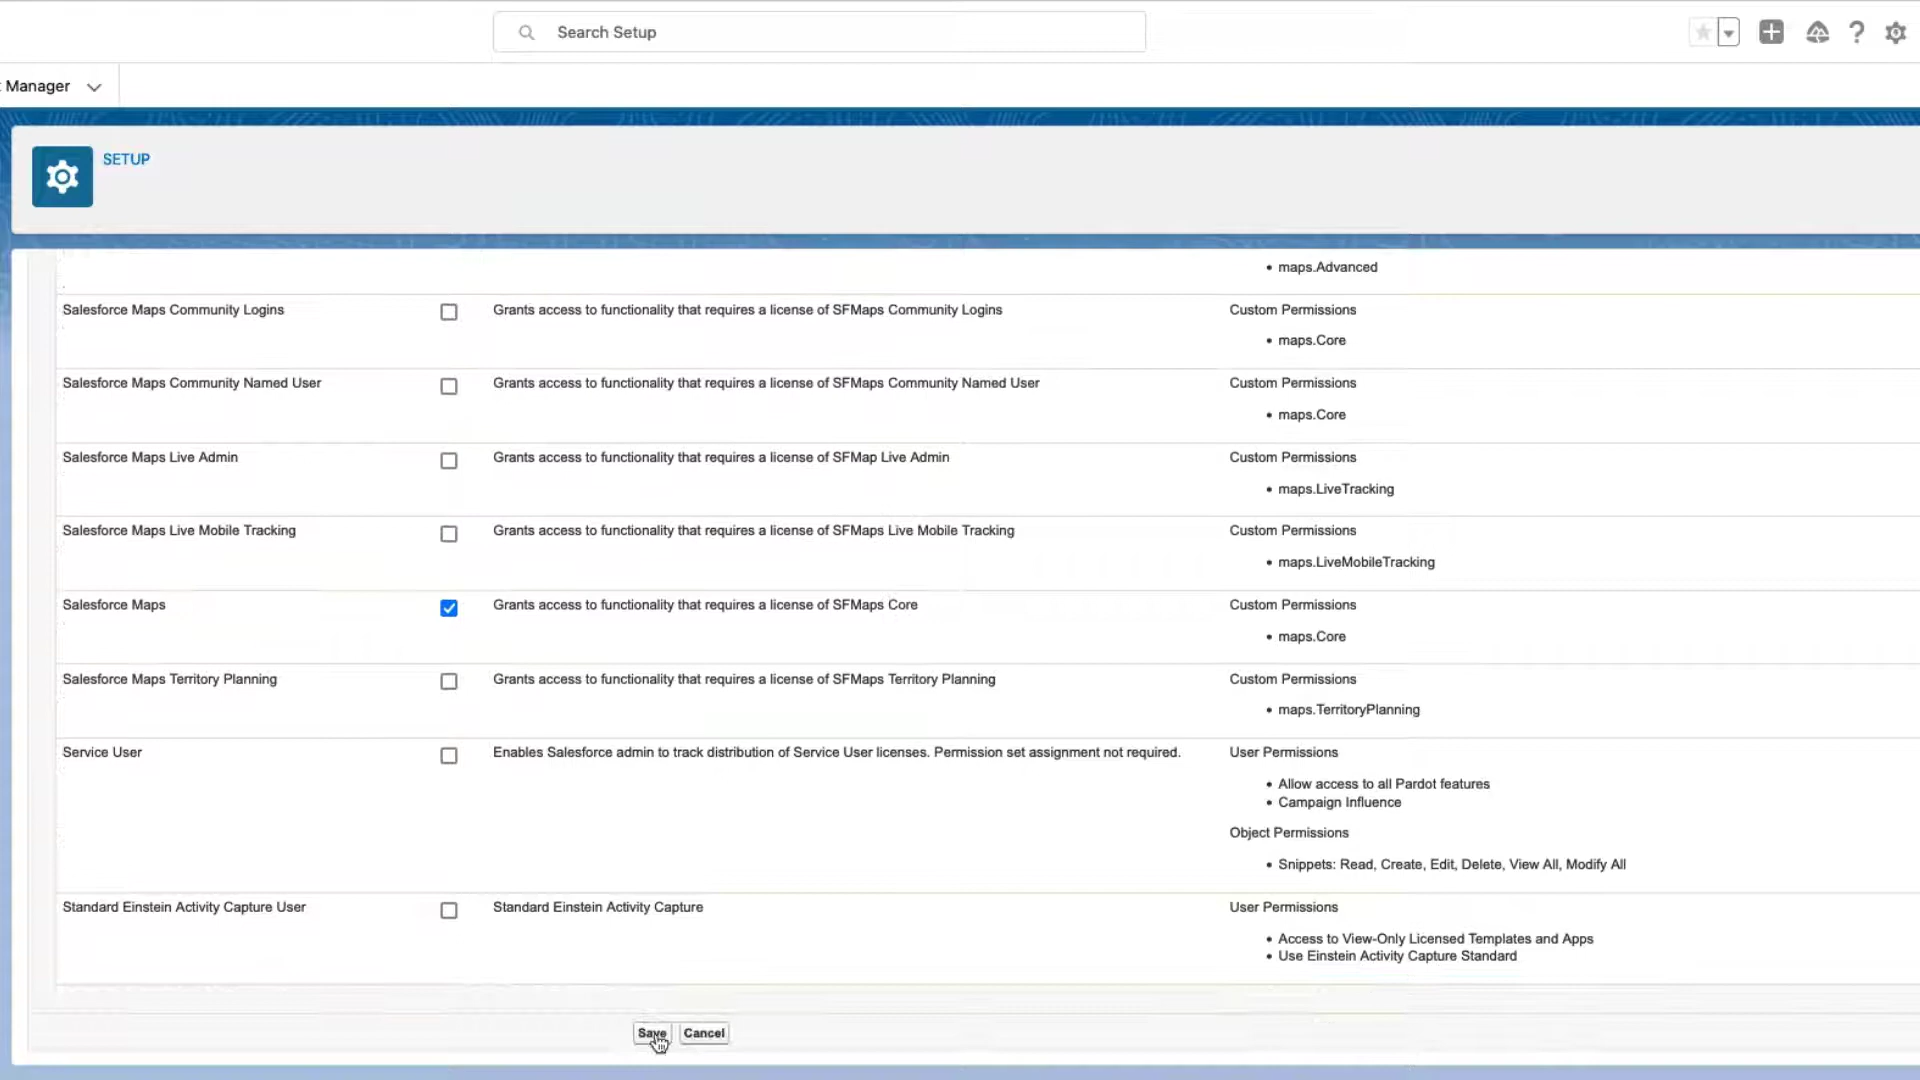 Search Setup
Manager
SETUP
• maps.Advanced
Salesforce Maps Community Logins
Grants access to functionality that requires a license of SFMaps Community Logins
Custom Permissions
• maps.Core
Salesforce Maps Community Named User
Grants access to functionality that requires a license of SFMaps Community Named User
Custom Permissions
• maps.Core
Salesforce Maps Live Admin
Grants access to functionality that requires a license of SFMap Live Admin
Custom Permissions
• maps.LiveTracking
Salesforce Maps Live Mobile Tracking
Grants access to functionality that requires a license of SFMaps Live Mobile Tracking
Custom Permissions
• maps.LiveMobileTracking
Salesforce Maps
Grants access to functionality that requires a license of SFMaps Core
Custom Permissions
• maps.Core
Salesforce Maps Territory Planning
Grants access to functionality that requires a license of SFMaps Territory Planning
Custom Permissions
• maps.TerritoryPlanning
Service User
Enables Salesforce admin to track distribution of Service User licenses. Permission set assignment not required.
User Permissions
• Allow access to all Pardot features
• Campaign Influence
Object Permissions
• Snippets: Read, Create, Edit, Delete, View All, Modify All
Standard Einstein Activity Capture User
Standard Einstein Activity Capture
User Permissions
• Access to View-Only Licensed Templates and Apps
• Use Einstein Activity Capture Standard
Save
Cancel